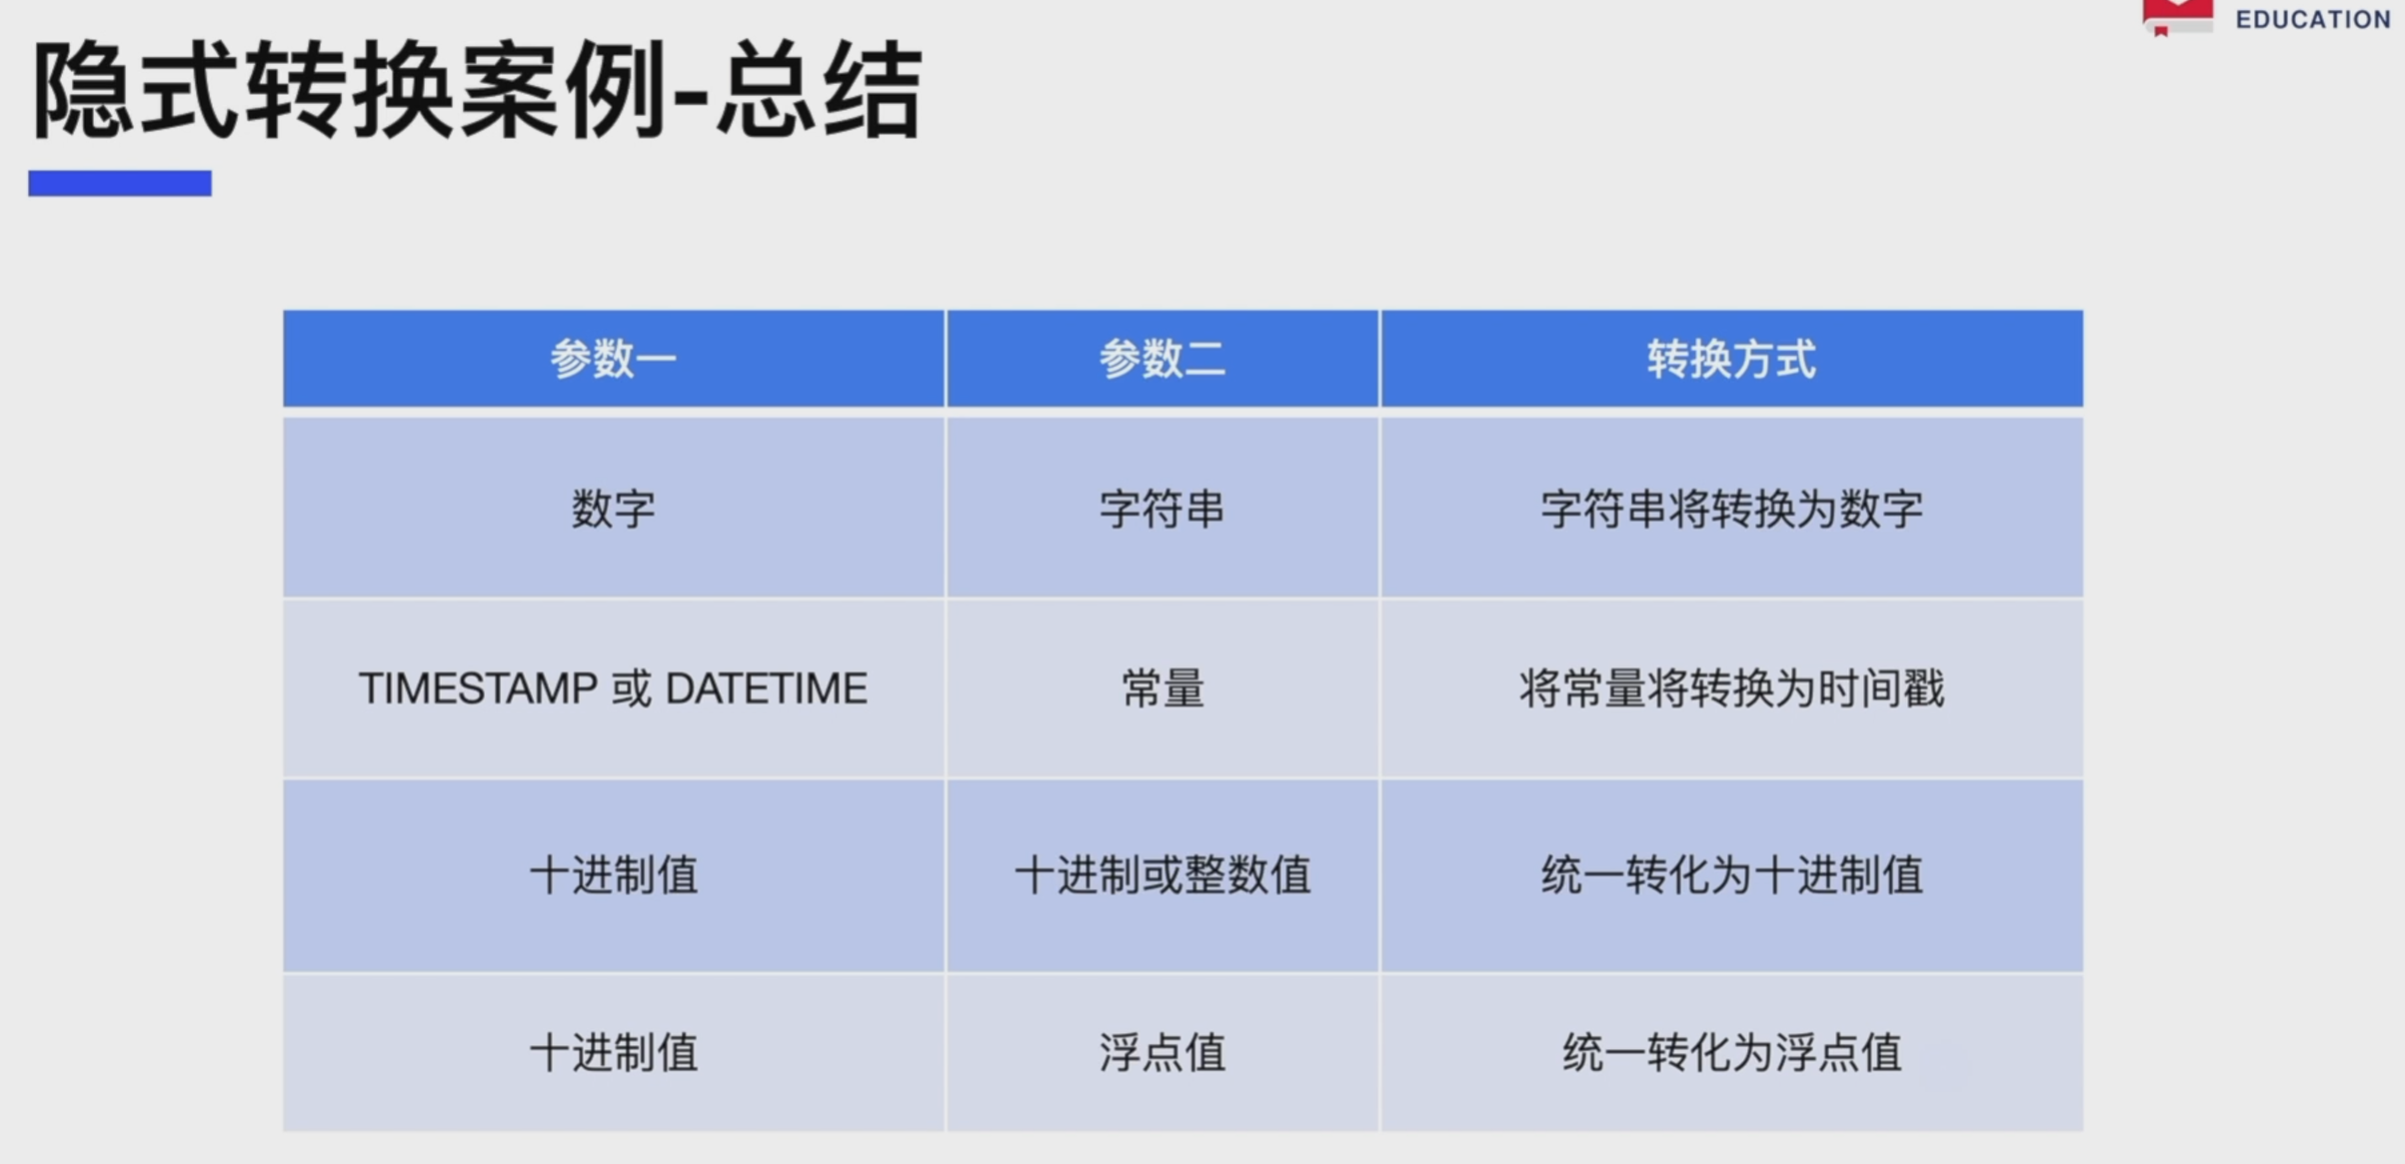 EDUCATION
隐式转换案例-总结
参数一 参数二 转换方式
数字 字符串 字符串将转换为数字
TIMESTAMP 或 DATETIME 常量 将常量将转换为时间戳
十进制值 十进制或整数值 统一转化为十进制值
十进制值 浮点值 统一转化为浮点值